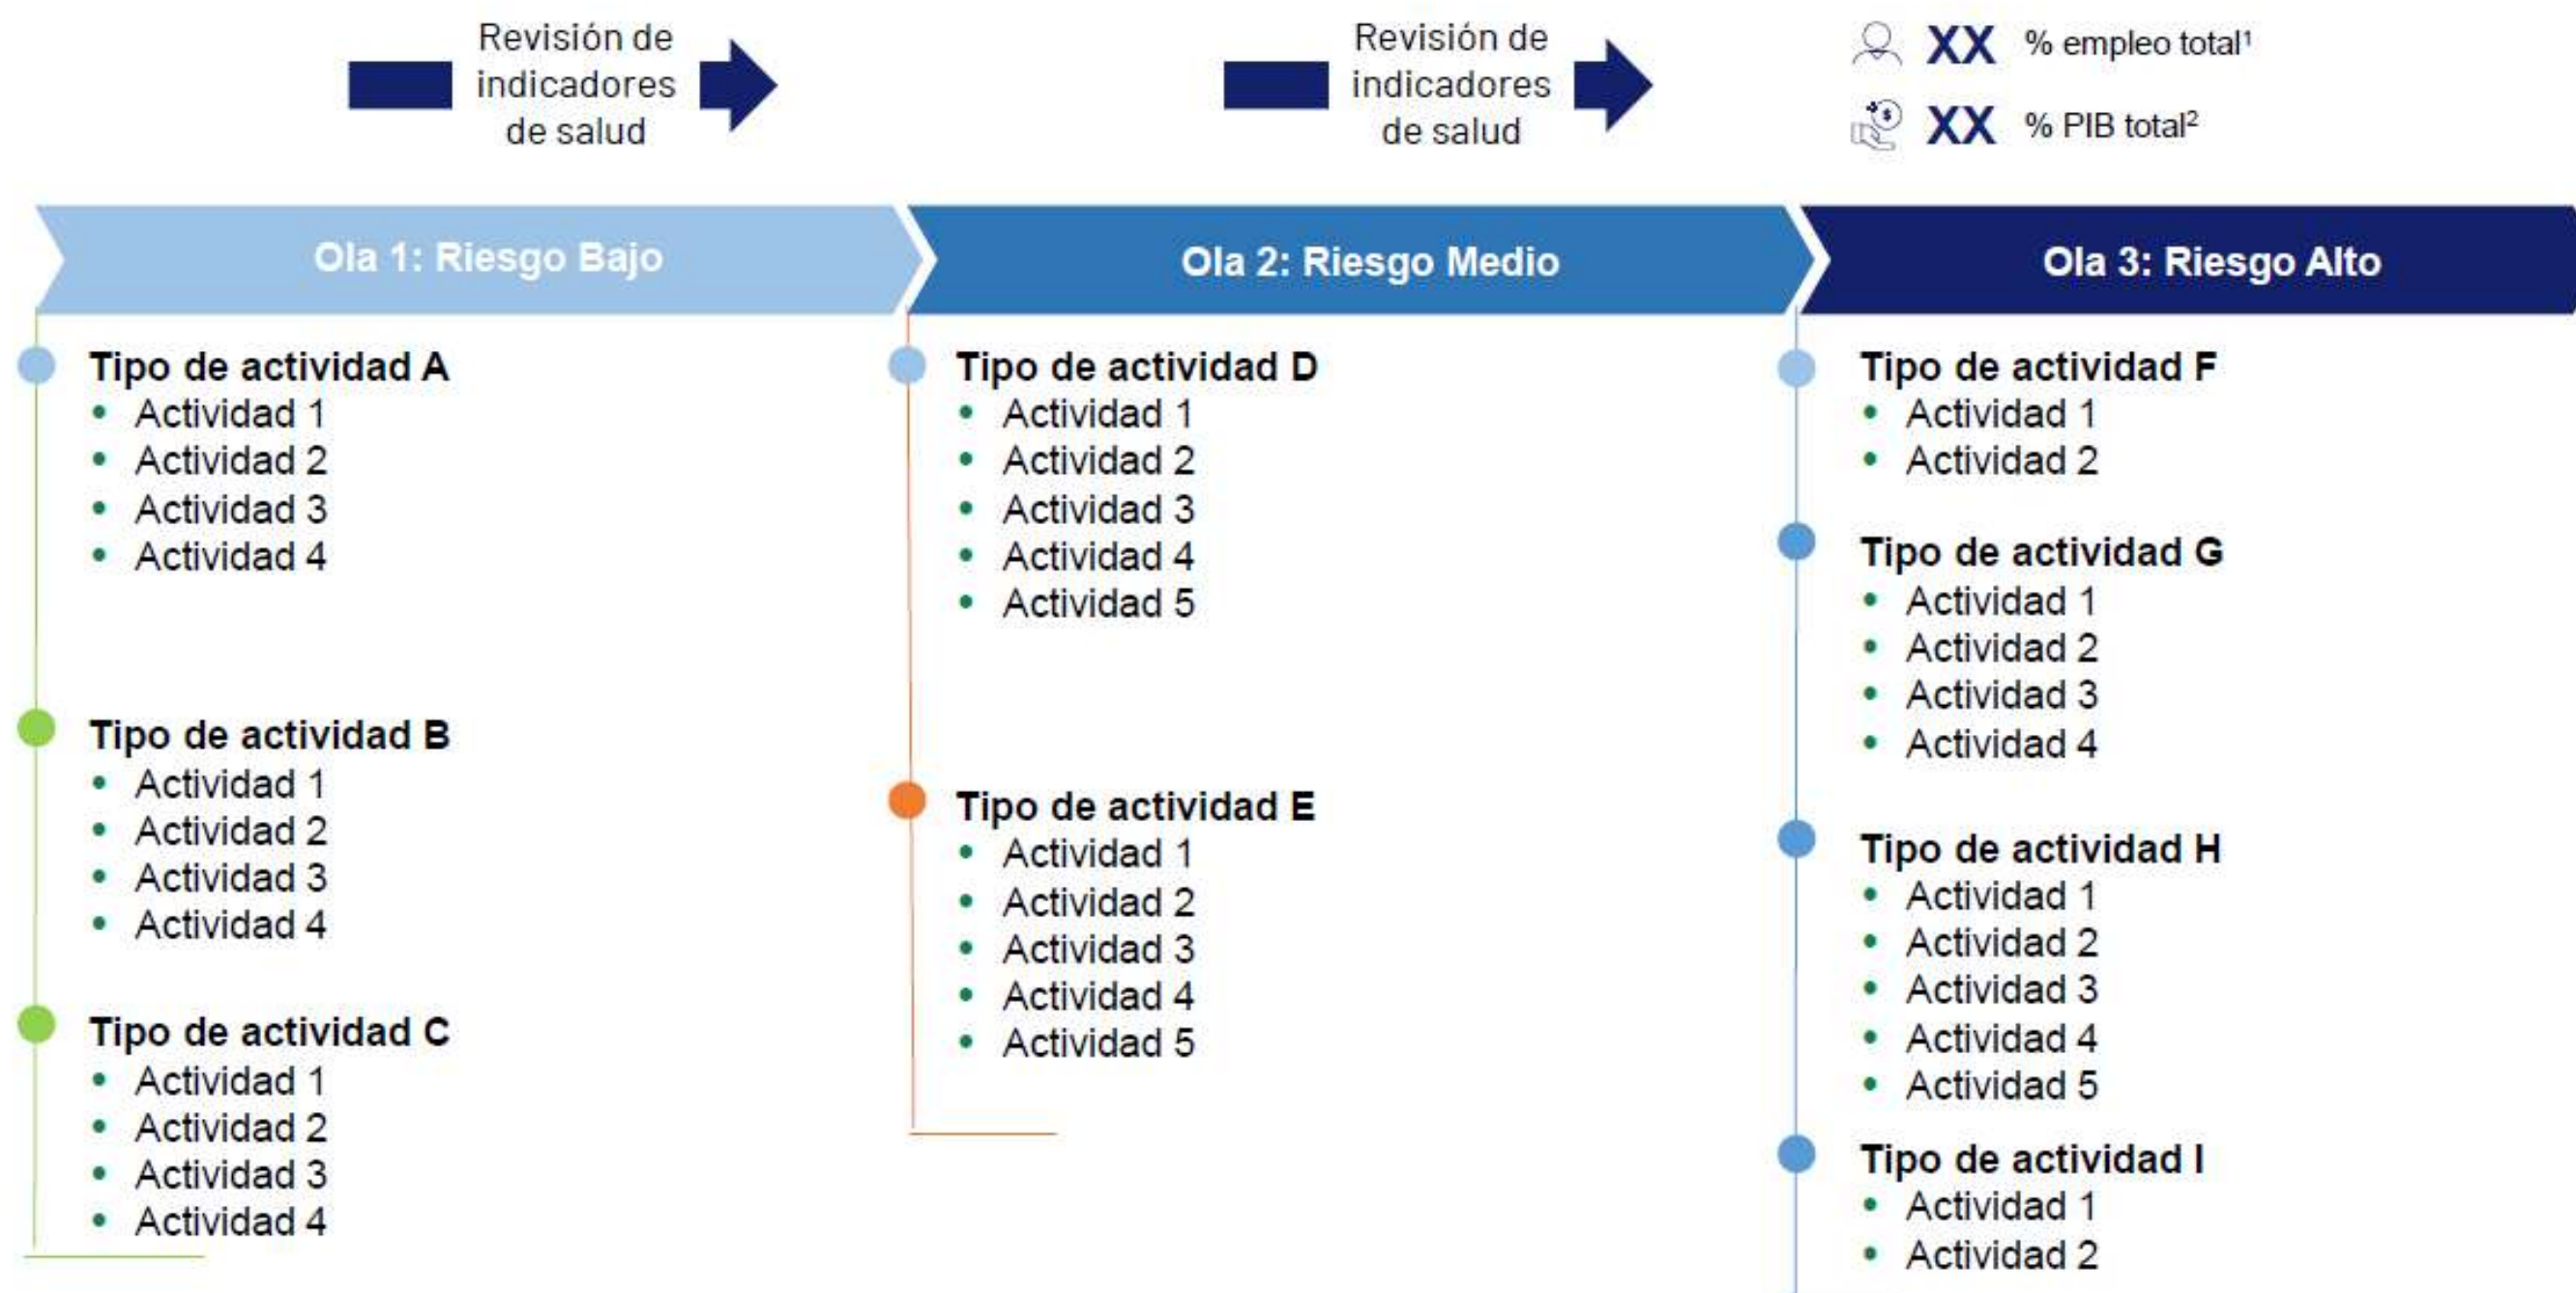 Revisión de
indicadores
de salud
Revisión de
indicadores
de salud
XX % empleo total¹
XX % PIB total²
Ola 1: Riesgo Bajo
Ola 2: Riesgo Medio
Ola 3: Riesgo Alto
Tipo de actividad A
• Actividad 1
• Actividad 2
• Actividad 3
• Actividad 4
Tipo de actividad B
• Actividad 1
• Actividad 2
• Actividad 3
• Actividad 4
Tipo de actividad C
• Actividad 1
• Actividad 2
• Actividad 3
• Actividad 4
Tipo de actividad D
• Actividad 1
• Actividad 2
• Actividad 3
• Actividad 4
• Actividad 5
Tipo de actividad E
• Actividad 1
• Actividad 2
• Actividad 3
• Actividad 4
• Actividad 5
Tipo de actividad F
• Actividad 1
• Actividad 2
Tipo de actividad G
• Actividad 1
• Actividad 2
• Actividad 3
• Actividad 4
Tipo de actividad H
• Actividad 1
• Actividad 2
• Actividad 3
• Actividad 4
• Actividad 5
Tipo de actividad I
• Actividad 1
• Actividad 2